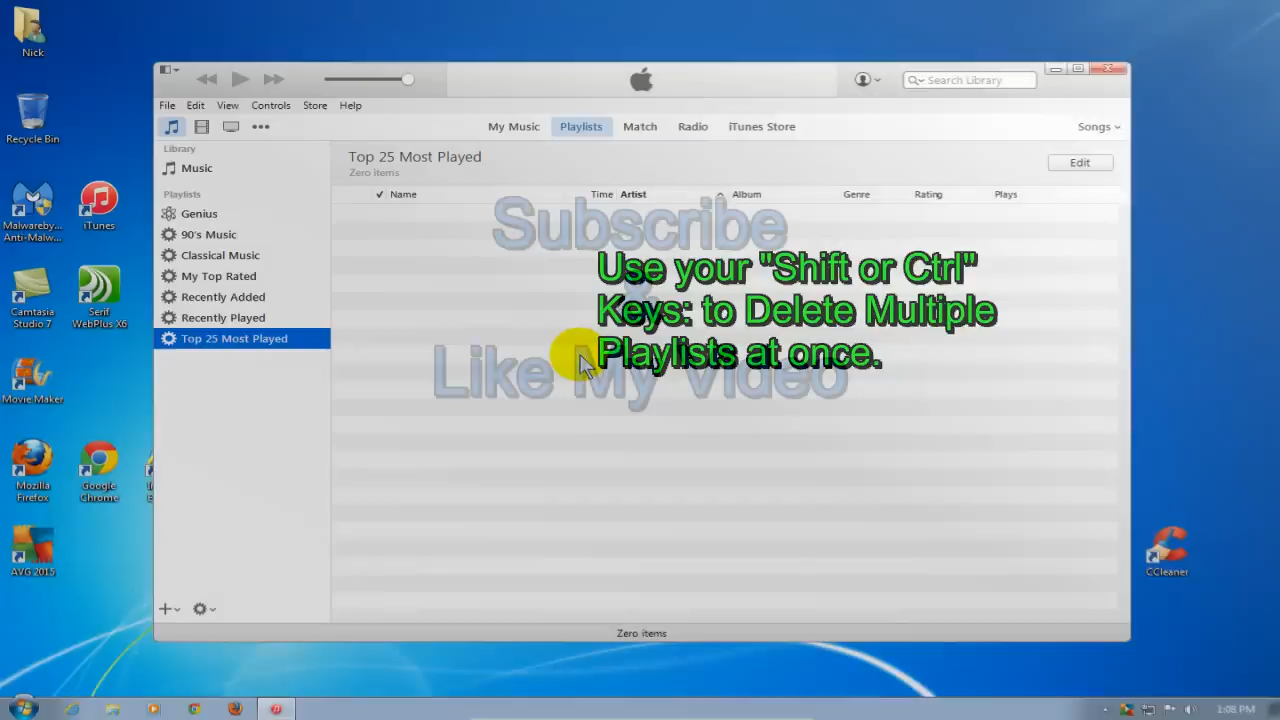 Nick
Recycle Bin
Malwareby...
Anti-Malw...
iTunes
Camtasia
Studio 7
Serif
WebPlus X6
Movie Maker
Mozilla
Firefox
Google
Chrome
AVG 2015
CCleaner
Search Library
File Edit View Controls Store Help
My Music Playlists Match Radio iTunes Store
Songs
Library
Music
Playlists
Genius
90's Music
Classical Music
My Top Rated
Recently Added
Recently Played
Top 25 Most Played
Top 25 Most Played
Zero items
Edit
Name Time Artist Album Genre Rating Plays
Subscribe
&
Like My Video
Use your "Shift or Ctrl"
Keys: to Delete Multiple
Playlists at once.
Zero items
1:08 PM